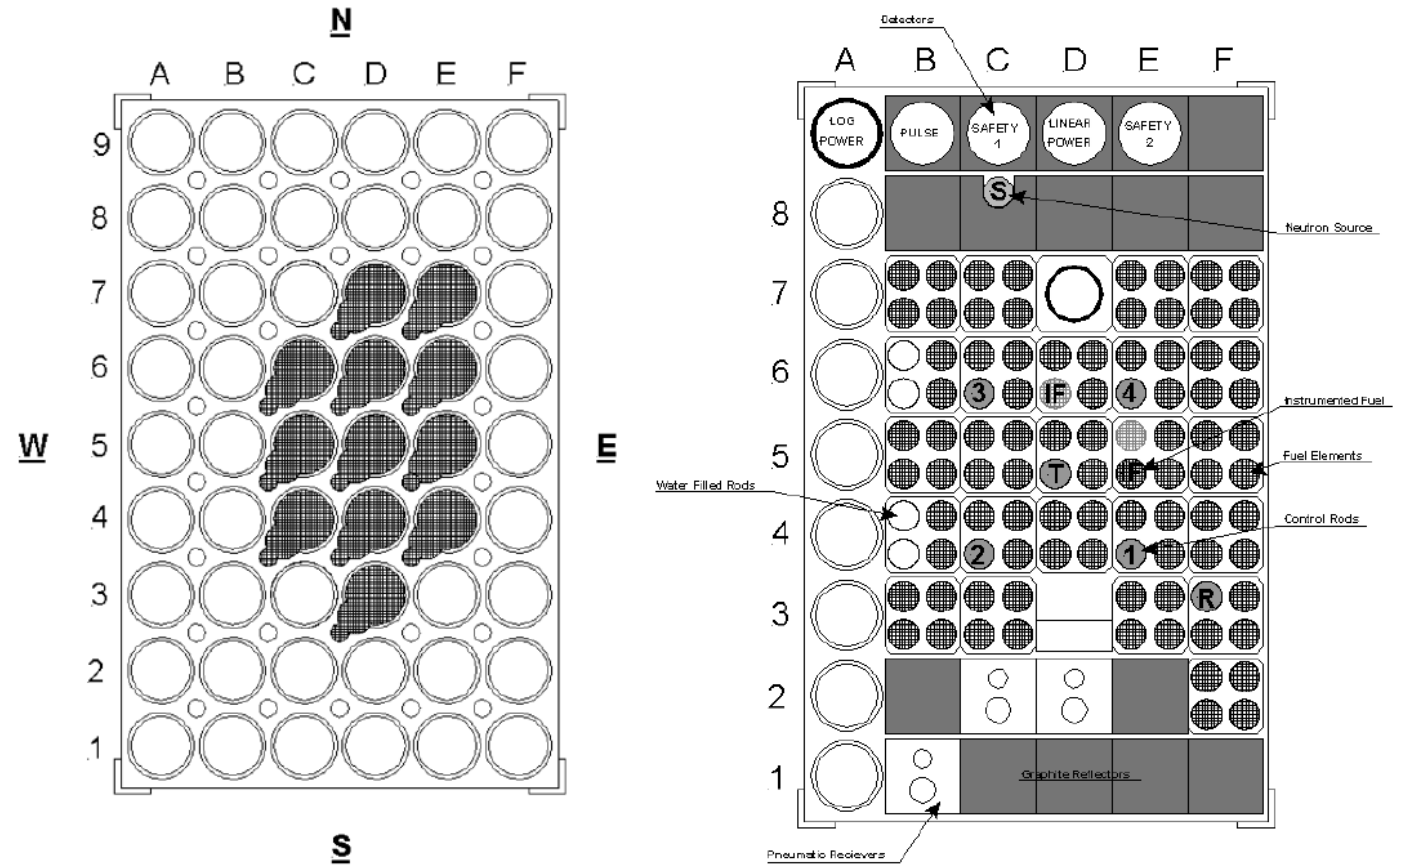 N
A B C D E F
9
8
7
6
5
4
3
2
1
W
E
S
Detectors
A B C D E F
LOG
POWER
PULSE
SAFETY
1
LINEAR
POWER
SAFETY
2
8
S
Neutron Source
7
6
3
IF
4
Instrumented Fuel
5
T
F
Fuel Elements
Water Filled Rods
4
2
1
Control Rods
3
R
2
1
Graphite Reflectors
Pneumatic Recievers